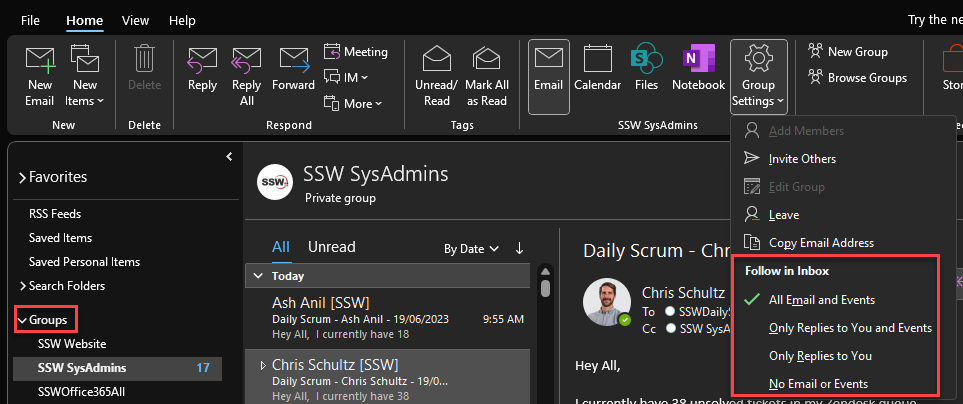 File Home View Help Try the ne
New Email
New Items
Delete
Reply
Reply All
Forward
Meeting
IM
More
Unread/ Read
Mark All as Read
Email
Calendar
Files
Notebook
Group Settings
New Group
Browse Groups
Stor
New Delete Respond Tags SSW SysAdmins
Add Members
Invite Others
Edit Group
Leave
Copy Email Address
Follow in Inbox
All Email and Events
Only Replies to You and Events
Only Replies to You
No Email or Events
Favorites
RSS Feeds
Saved Items
Saved Personal Items
Search Folders
Groups
SSW Website
SSW SysAdmins 17
SSWOffice365All
SSW
SSW SysAdmins
Private group
All Unread By Date
Today
Ash Anil [SSW]
Daily Scrum - Ash Anil - 19/06/2023 9:55 AM
Hey All, I currently have 18
Chris Schultz [SSW]
Daily Scrum - Chris Schultz - 19/0...
Hey All, I currently have 38
Daily Scrum - Ch
Chris Schultz
To SSWDailyS
Cc SSW SysA
Hey All,
I currently have 38 unsolved tickets in my Zendesk queue